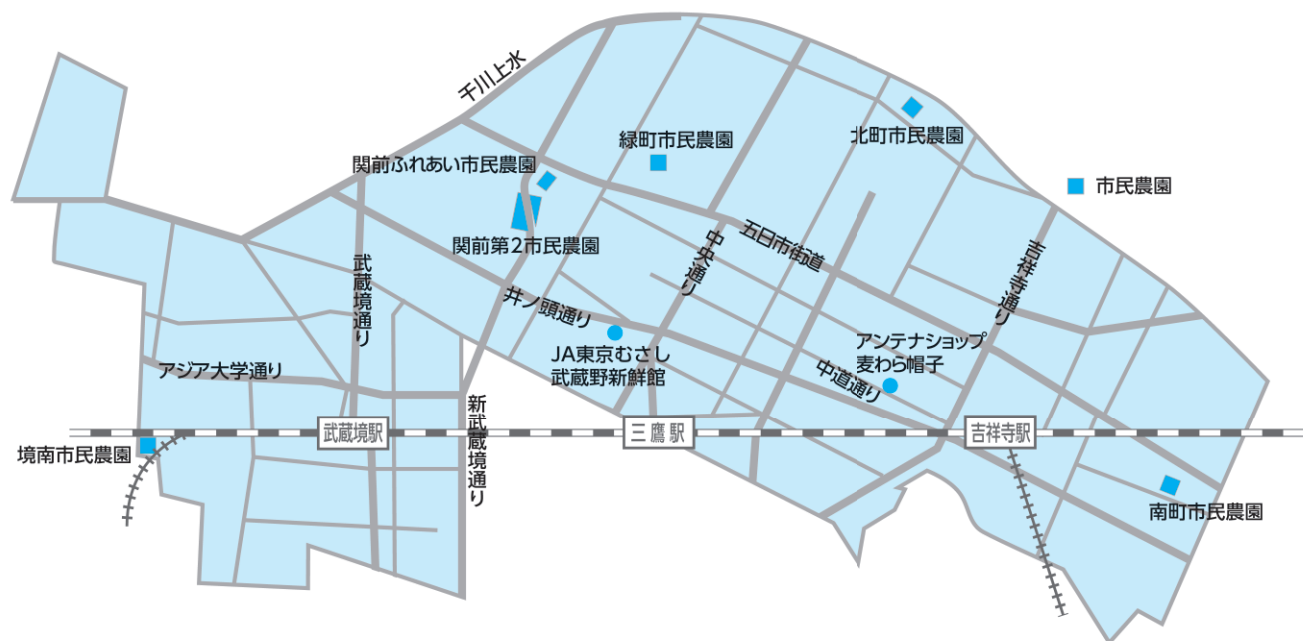 千川上水
北町市民農園
緑町市民農園
関前ふれあい市民農園
市民農園
関前第2市民農園
五日市街道
中央通り
吉祥寺通り
武蔵境通り
井ノ頭通り
JA東京むさし
武蔵野新鮮館
アンテナショップ
麦わら帽子
中道通り
アジア大学通り
新武蔵境通り
武蔵境駅
三鷹駅
吉祥寺駅
境南市民農園
南町市民農園